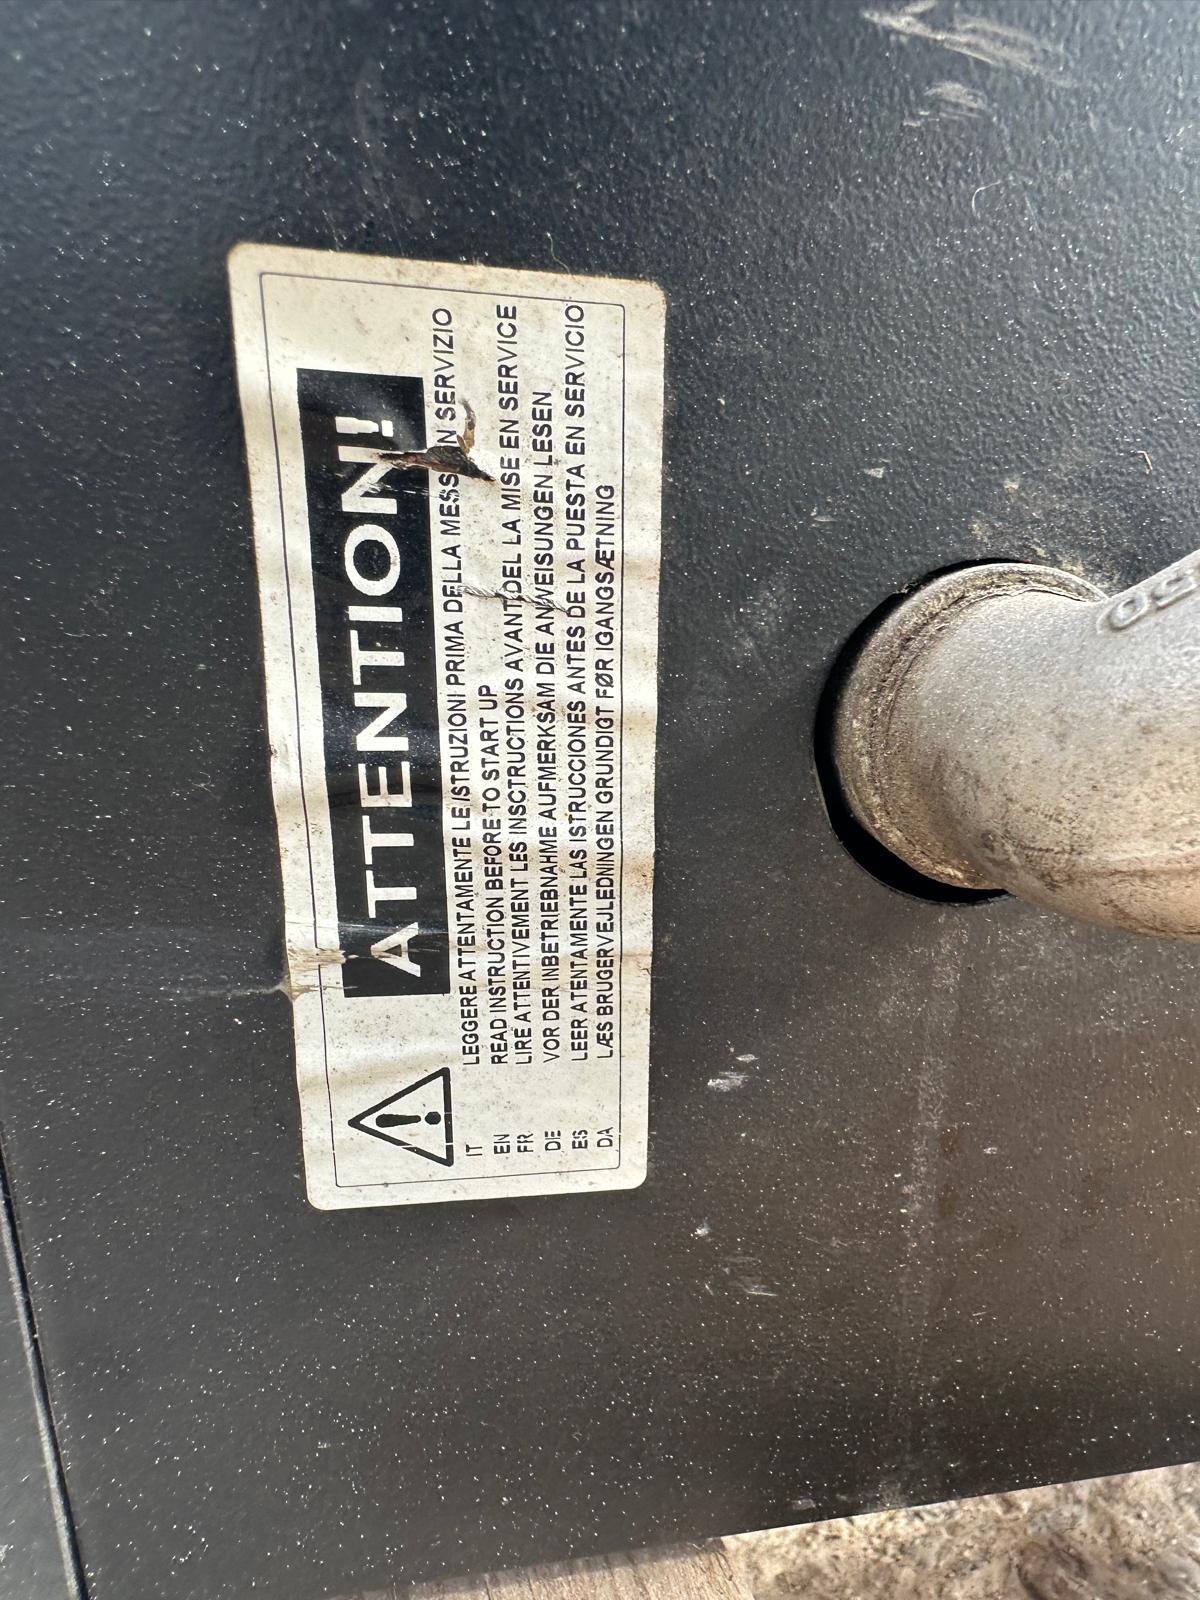 ATTENTION!
IT LEGGERE ATTENTAMENTE LE ISTRUZIONI PRIMA DELLA SERVIZIO
EN READ INSTRUCTION BEFORE TO START UP
FR LIRE ATTENTIVEMENT LES INSCTRUCTIONS AVANT DEL LA MISE EN SERVICE
DE VOR DER INBETRIEBNAHME AUFMERKSAM DIE ANWEISUNGEN LESEN
ES LEER ATENTAMENTE LAS ISTRUCCIONES ANTES DE LA PUESTA EN SERVICIO
DA LÆS BRUGERVEJLEDNINGEN GRUNDIGT FØR IGANGSÆTNING